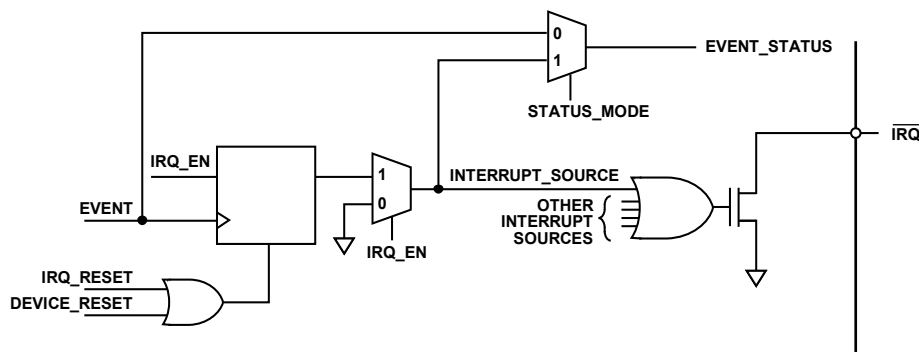 0
1
EVENT_STATUS
STATUS_MODE
IRQ
IRQ_EN
1
0
INTERRUPT_SOURCE
EVENT
OTHER
INTERRUPT
SOURCES
IRQ_EN
IRQ_RESET
DEVICE_RESET